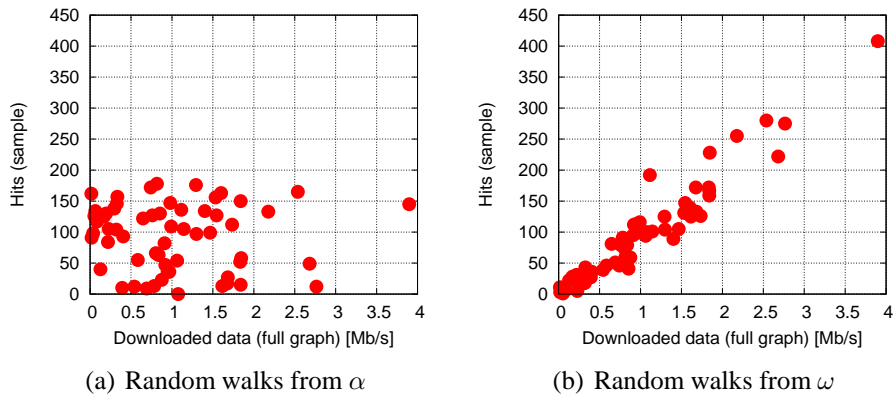 450
400
350
300
250
200
150
100
50
0
Hits (sample)
0 0.5 1 1.5 2 2.5 3 3.5 4
Downloaded data (full graph) [Mb/s]
(a) Random walks from α
450
400
350
300
250
200
150
100
50
0
Hits (sample)
0 0.5 1 1.5 2 2.5 3 3.5 4
Downloaded data (full graph) [Mb/s]
(b) Random walks from ω